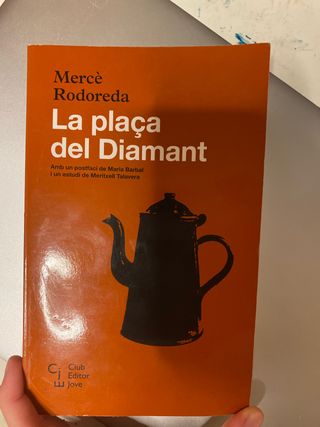 Mercè
Rodoreda
La plaça
del Diamant
Amb un postfaci de Maria Barbal
i un estudi de Meritxell Talavera
CjE
Club
Editor
Jove